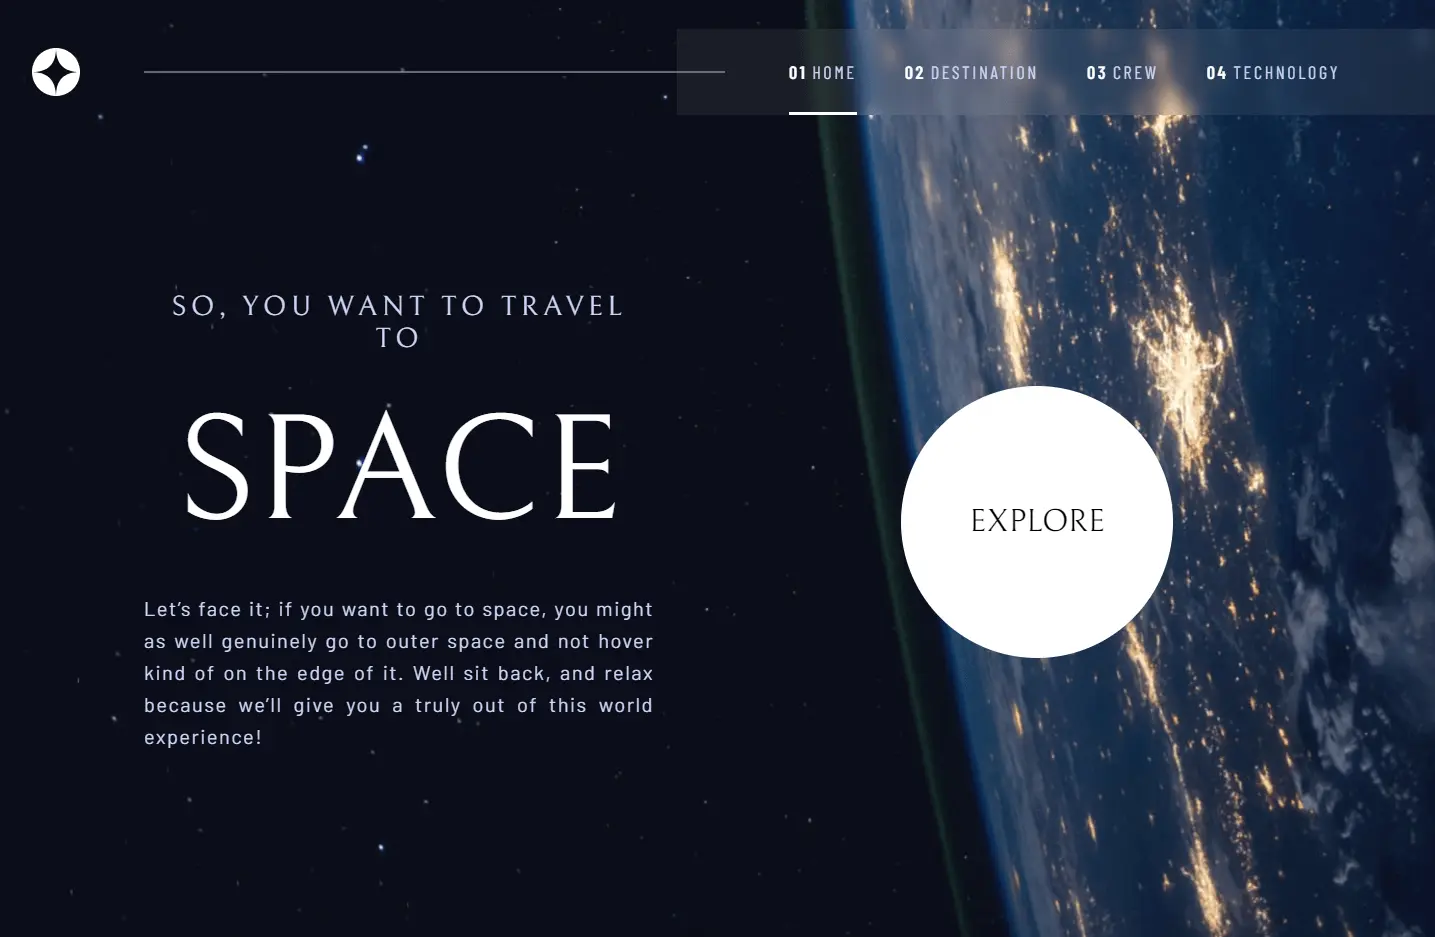 01 HOME 02 DESTINATION 03 CREW 04 TECHNOLOGY
SO, YOU WANT TO TRAVEL
TO
SPACE
EXPLORE
Let’s face it; if you want to go to space, you might
as well genuinely go to outer space and not hover
kind of on the edge of it. Well sit back, and relax
because we’ll give you a truly out of this world
experience!